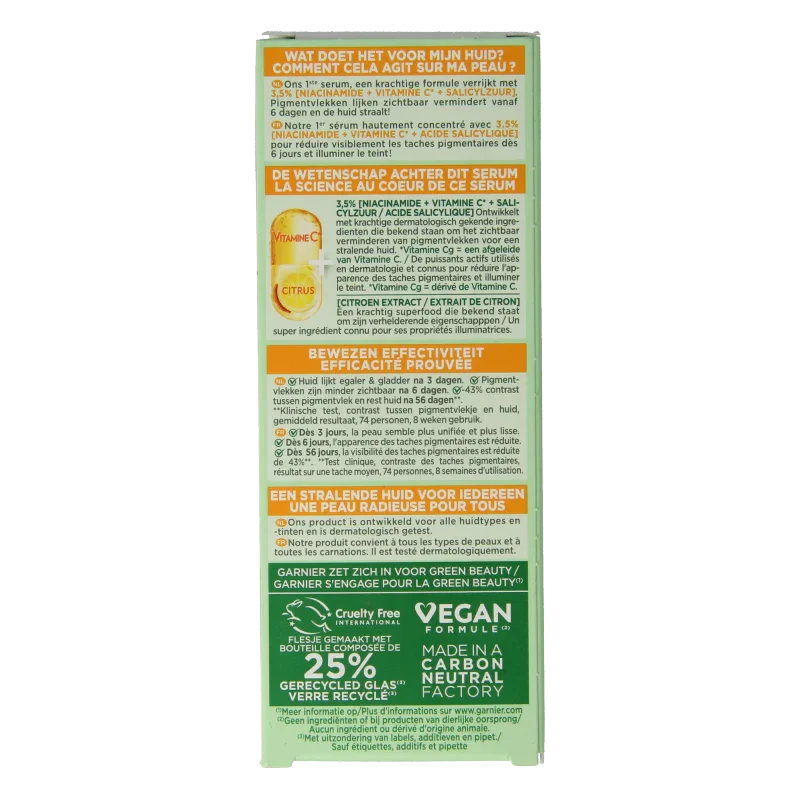 WAT DOET HET VOOR MIJN HUID?
COMMENT CELA AGIT SUR MA PEAU ?
NL Ons 1ste serum, een krachtige formule verrijkt met
3,5% [NIACINAMIDE + VITAMINE C* + SALICYLZUUR].
Pigmentvlekken lijken zichtbaar vermindert vanaf
6 dagen en de huid straalt!
FR Notre 1er sérum hautement concentré avec 3.5%
[NIACINAMIDE + VITAMINE C* + ACIDE SALICYLIQUE]
pour réduire visiblement les taches pigmentaires dès
6 jours et illuminer le teint!
DE WETENSCHAP ACHTER DIT SERUM
LA SCIENCE AU COEUR DE CE SÉRUM
VITAMINE C*
+
CITRUS
3,5% [NIACINAMIDE + VITAMINE C* + SALI-
CYLZUUR / ACIDE SALICYLIQUE] Ontwikkelt
met krachtige dermatologisch gekende ingre-
dienten die bekend staan om het zichtbaar
verminderen van pigmentvlekken voor een
stralende huid. *Vitamine Cg = een afgeleide
van Vitamine C. / De puissants actifs utilisés
en dermatologie et connus pour réduire l'ap-
parence des taches pigmentaires et illuminer
le teint. *Vitamine Cg = dérivé de Vitamine C.
[CITROEN EXTRACT / EXTRAIT DE CITRON]
Een krachtig superfood die bekend staat
om zijn verhelderende eigenschapppen / Un
super ingrédient connu pour ses propriétés illuminatrices.
BEWEZEN EFFECTIVITEIT
EFFICACITÉ PROUVÉE
NL Huid lijkt egaler & gladder na 3 dagen. Pigment-
vlekken zijn minder zichtbaar na 6 dagen. -43% contrast
tussen pigmentvlek en rest huid na 56 dagen**.
**Klinische test, contrast tussen pigmentvlekje en huid,
gemiddeld resultaat, 74 personen, 8 weken gebruik.
FR Dès 3 jours, la peau semble plus unifiée et plus lisse.
Dès 6 jours, l'apparence des taches pigmentaires est réduite.
Dès 56 jours, la visibilité des taches pigmentaires est réduite
de 43%**. **Test clinique, contraste des taches pigmentaires,
résultat sur une tache moyen, 74 personnes, 8 semaines d'utilisation.
EEN STRALENDE HUID VOOR IEDEREEN
UNE PEAU RADIEUSE POUR TOUS
NL Ons product is ontwikkeld voor alle huidtypes en
-tinten en is dermatologisch getest.
FR Notre produit convient à tous les types de peaux et à
toutes les carnations. Il est testé dermatologiquement.
GARNIER ZET ZICH IN VOOR GREEN BEAUTY /
GARNIER S'ENGAGE POUR LA GREEN BEAUTY(1)
Cruelty Free
INTERNATIONAL
VEGAN
FORMULE(2)
FLESJE GEMAAKT MET
BOUTEILLE COMPOSÉE DE
25%
GERECYCLED GLAS(3)
VERRE RECYCLÉ(3)
MADE IN A
CARBON
NEUTRAL
FACTORY
(1)Meer informatie op/Plus d'informations sur www.garnier.com
(2)Geen ingrediënten of bij producten van dierlijke oorsprong/
Aucun ingrédient ou dérivé d'origine animale.
(3)Met uitzondering van labels, additieven en pipet./
Sauf étiquettes, additifs et pipette